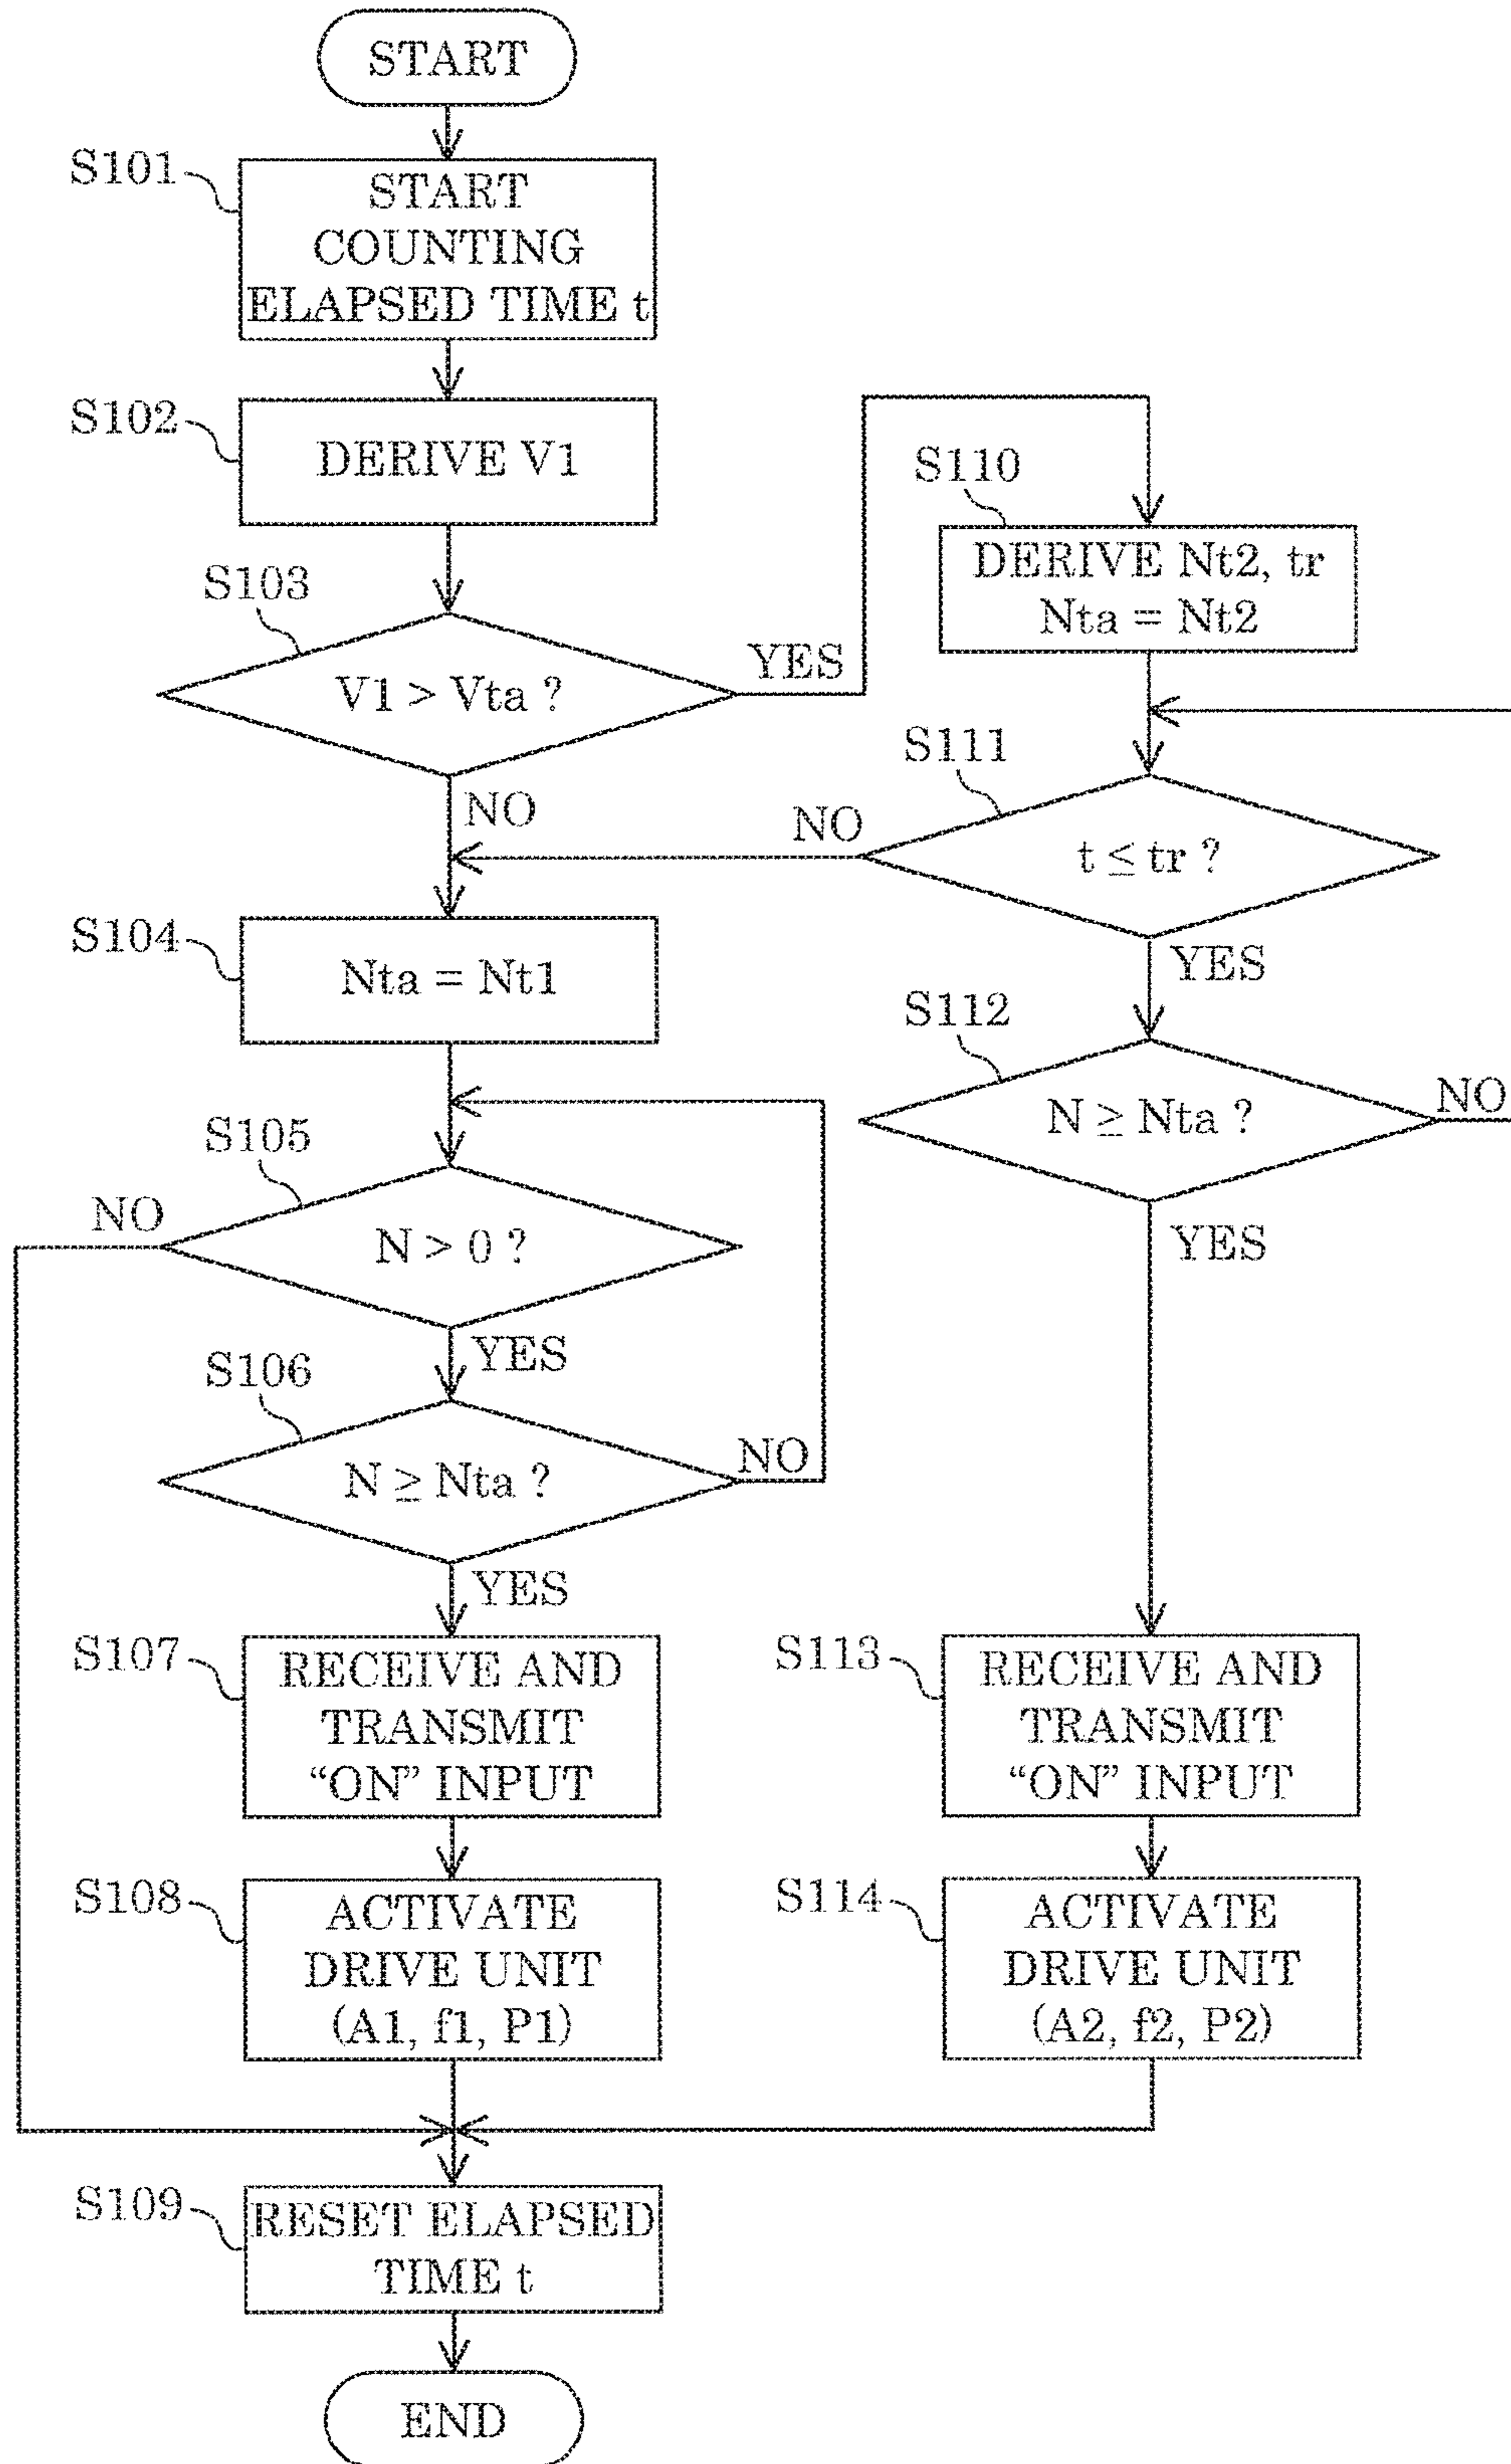 START
S101
START
COUNTING
ELAPSED TIME t
S102
DERIVE V1
S103
V1 > Vta ?
YES
NO
S104
Nta = Nt1
S105
N > 0 ?
NO
YES
S106
N ≥ Nta ?
NO
YES
S107
RECEIVE AND
TRANSMIT
“ON” INPUT
S108
ACTIVATE
DRIVE UNIT
(A1, f1, P1)
S109
RESET ELAPSED
TIME t
END
S110
DERIVE Nt2, tr
Nta = Nt2
S111
t ≤ tr ?
NO
YES
S112
N ≥ Nta ?
NO
YES
S113
RECEIVE AND
TRANSMIT
“ON” INPUT
S114
ACTIVATE
DRIVE UNIT
(A2, f2, P2)